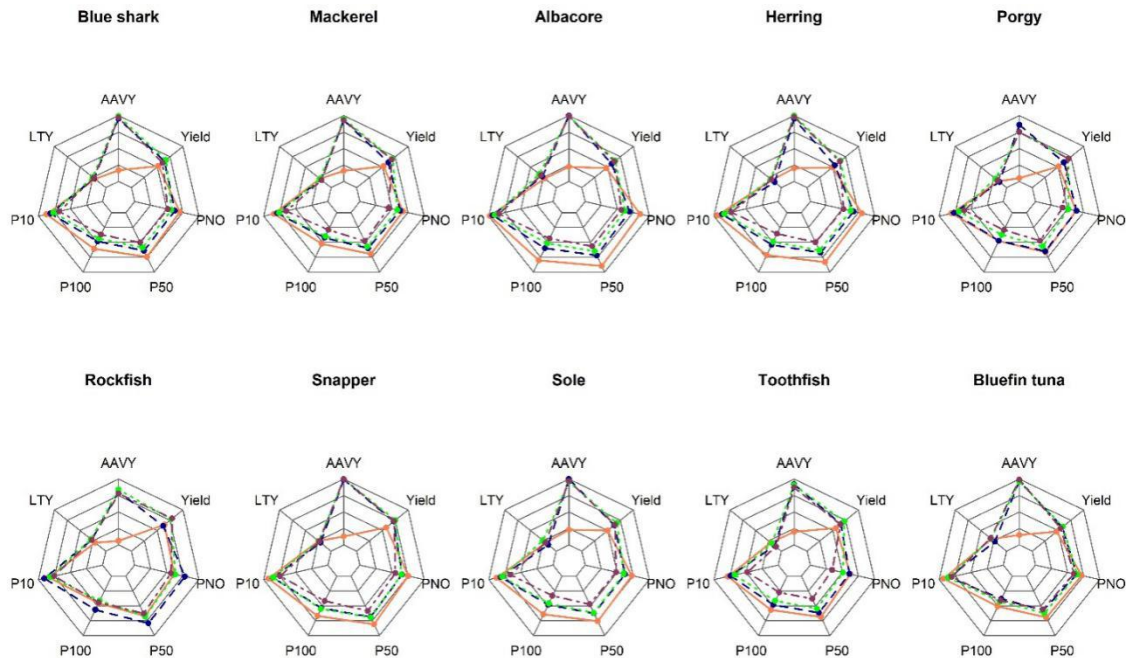 Blue shark
Mackerel
Albacore
Herring
Porgy
AAVY
LTY
Yield
P10
PNO
P100
P50
AAVY
LTY
Yield
P10
PNO
P100
P50
AAVY
LTY
Yield
P10
PNO
P100
P50
AAVY
LTY
Yield
P10
PNO
P100
P50
AAVY
LTY
Yield
P10
PNO
P100
P50
Rockfish
Snapper
Sole
Toothfish
Bluefin tuna
AAVY
LTY
Yield
P10
PNO
P100
P50
AAVY
LTY
Yield
P10
PNO
P100
P50
AAVY
LTY
Yield
P10
PNO
P100
P50
AAVY
LTY
Yield
P10
PNO
P100
P50
AAVY
LTY
Yield
P10
PNO
P100
P50